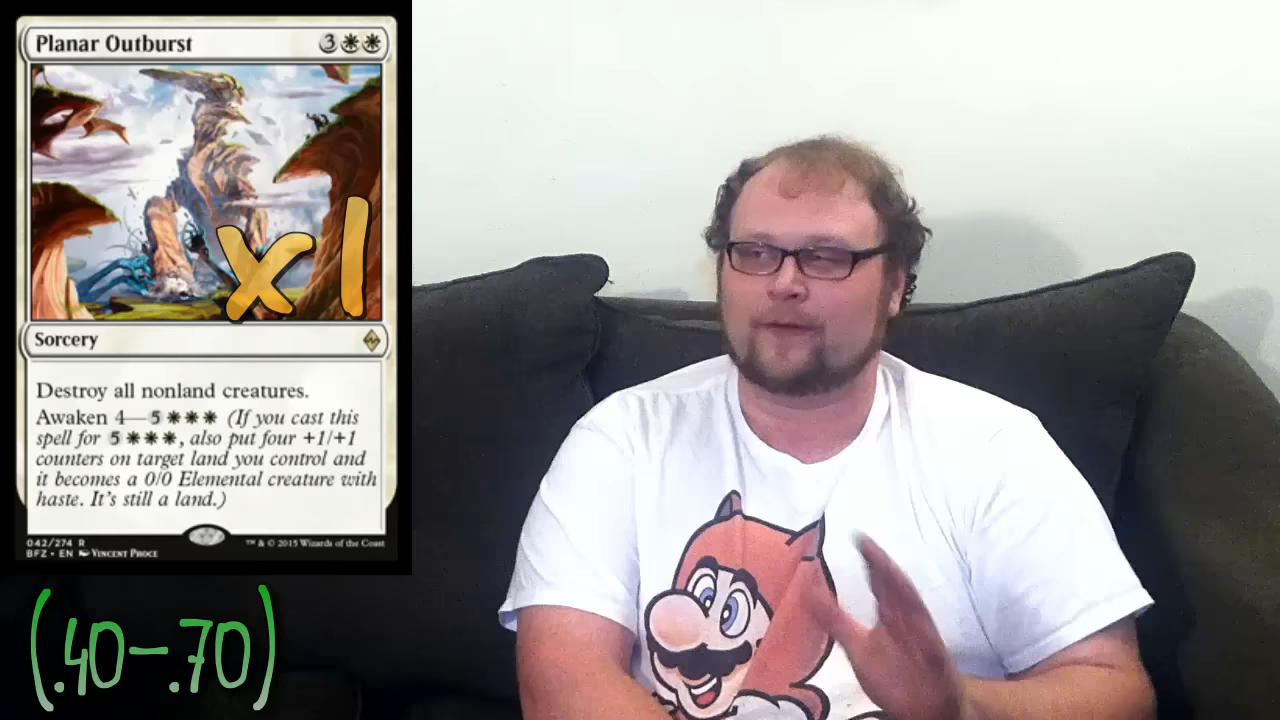 Planar Outburst 3
x1
Sorcery
Destroy all nonland creatures.
Awaken 4—5 (If you cast this
spell for 5, also put four +1/+1
counters on target land you control and
it becomes a 0/0 Elemental creature with
haste. It's still a land.)
042/274 R
BFZ • EN Vincent Proce
™ & © 2015 Wizards of the Coast
(.40-.70)